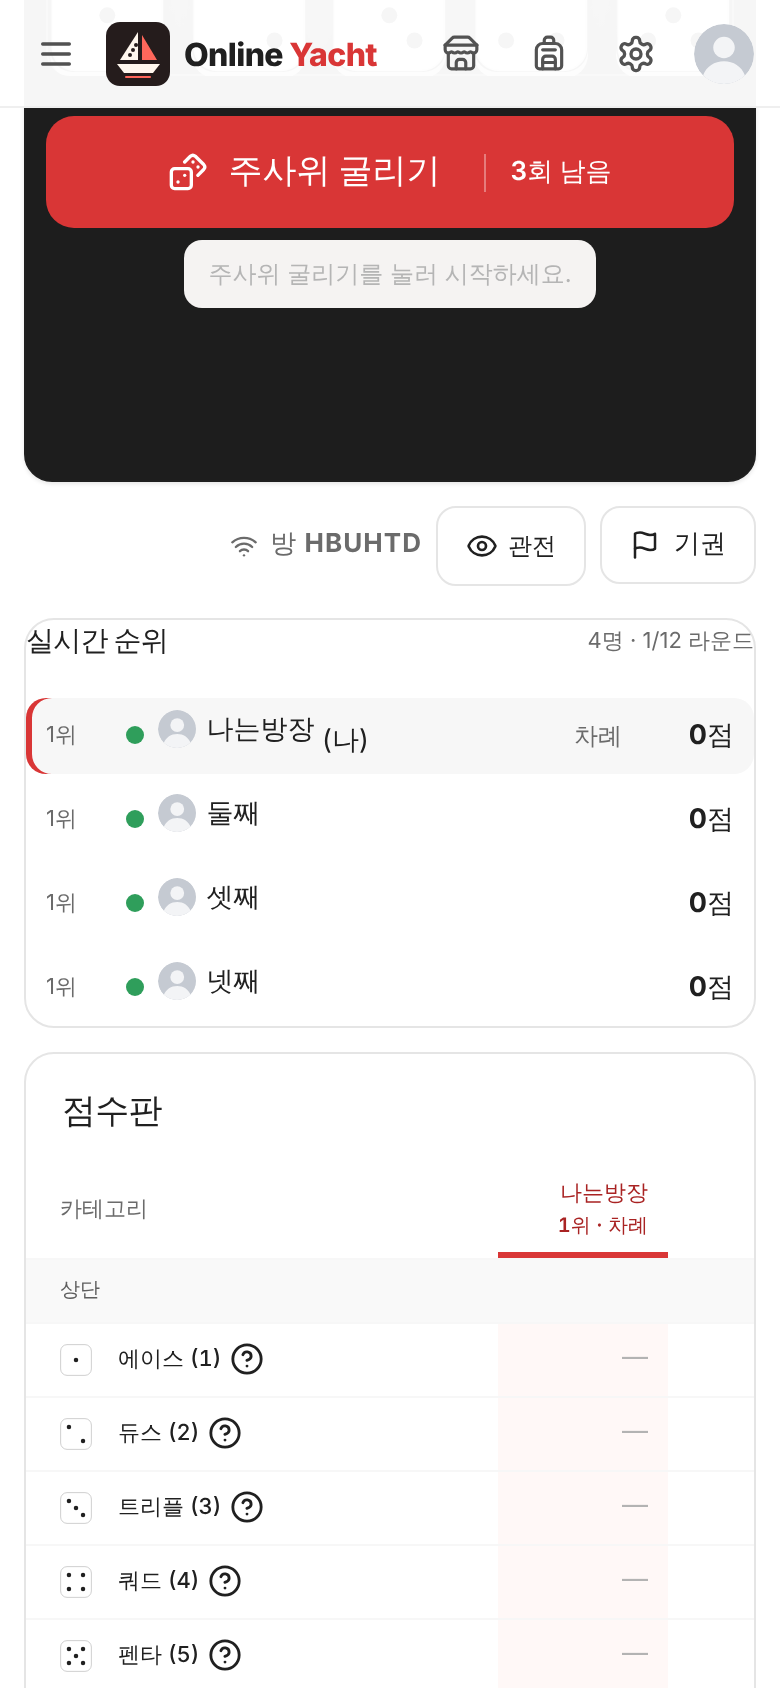 Online Yacht
주사위 굴리기 3회 남음
주사위 굴리기를 눌러 시작하세요.
방 HBUHTD 관전 기권
실시간 순위 4명 · 1/12 라운드
1위 나는방장 (나) 차례 0점
1위 둘째 0점
1위 셋째 0점
1위 넷째 0점
점수판
카테고리 나는방장
1위 · 차례
상단
에이스 (1) —
듀스 (2) —
트리플 (3) —
쿼드 (4) —
펜타 (5) —